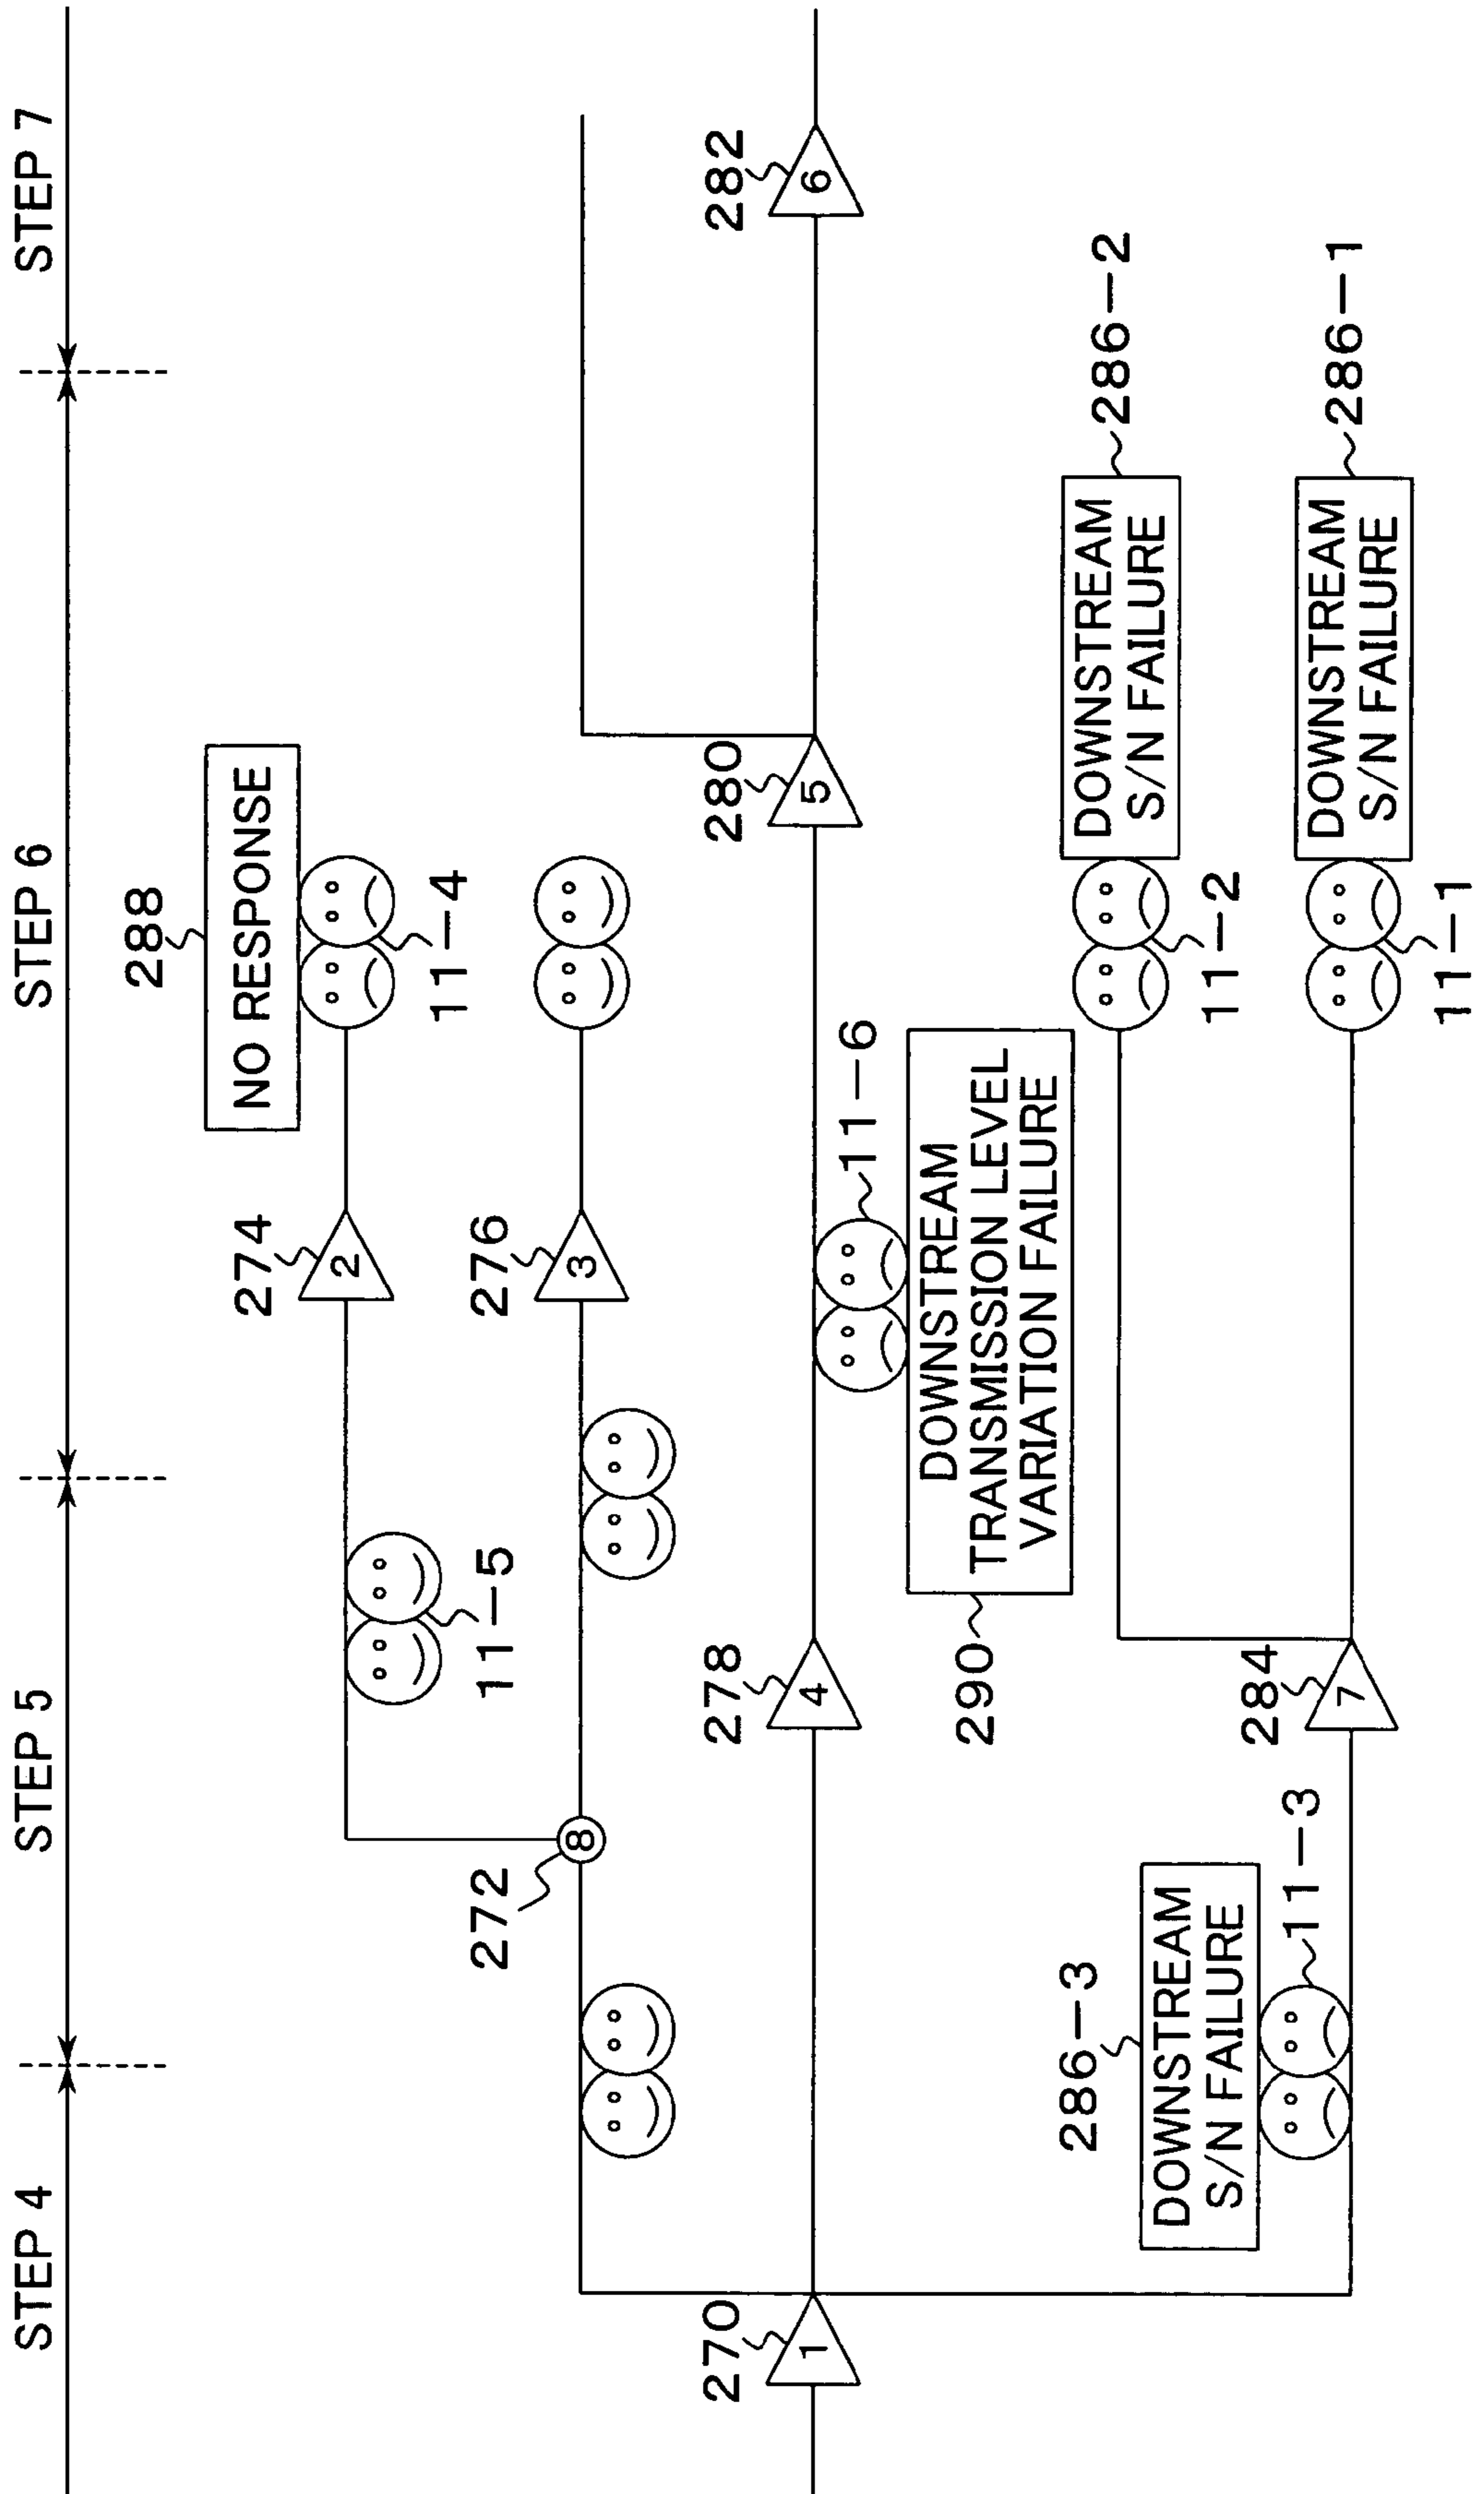 STEP 4
STEP 5
STEP 6
STEP 7
288
NO RESPONSE
274
2
11-4
11-5
276
3
272
8
270
1
278
4
280
5
282
6
11-6
290
DOWNSTREAM
TRANSMISSION LEVEL
VARIATION FAILURE
286-3
DOWNSTREAM
S/N FAILURE
11-3
284
7
DOWNSTREAM
S/N FAILURE
286-2
11-2
DOWNSTREAM
S/N FAILURE
286-1
11-1